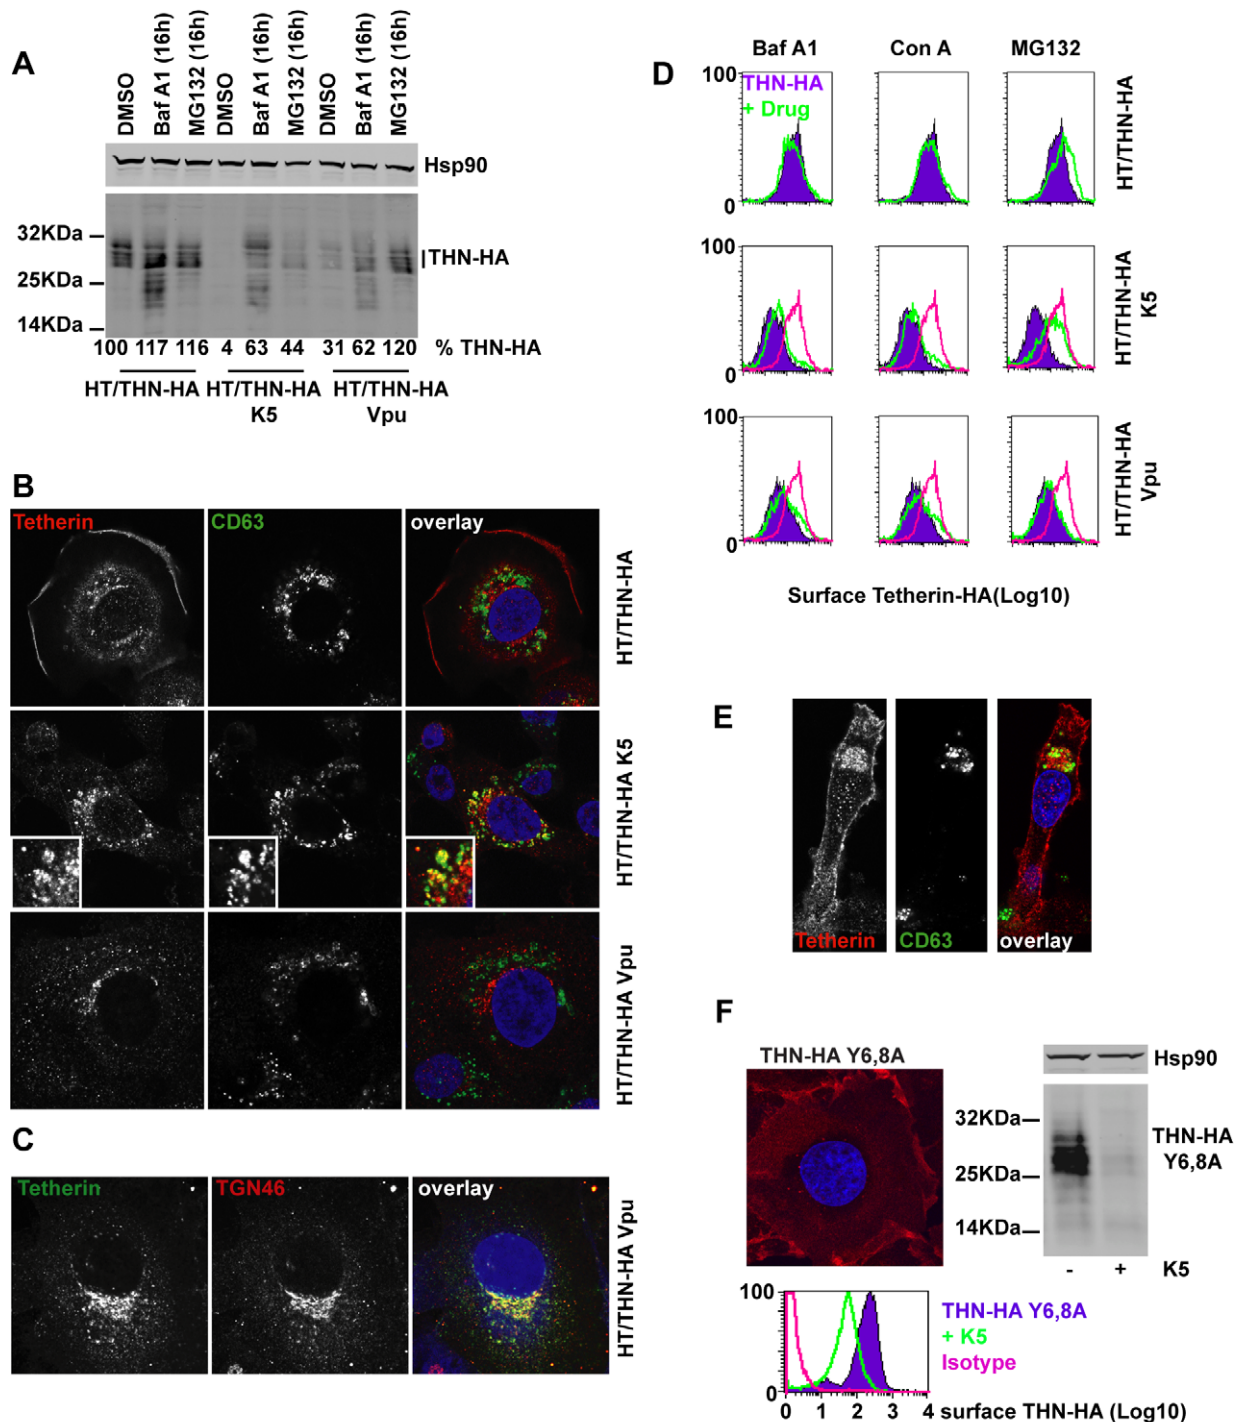 A
DMSO
Baf A1 (16h)
MG132 (16h)
DMSO
Baf A1 (16h)
MG132 (16h)
DMSO
Baf A1 (16h)
MG132 (16h)
Hsp90
32KDa
25KDa
14KDa
THN-HA
100 117 116 4 63 44 31 62 120 % THN-HA
HT/THN-HA HT/THN-HA HT/THN-HA
K5 Vpu
B
Tetherin CD63 overlay
HT/THN-HA
HT/THN-HA K5
HT/THN-HA Vpu
C
Tetherin TGN46 overlay
HT/THN-HA Vpu
D
Baf A1 Con A MG132
100
THN-HA
+ Drug
0
HT/THN-HA
100
0
HT/THN-HA
K5
100
0
HT/THN-HA
Vpu
Surface Tetherin-HA(Log10)
E
Tetherin CD63 overlay
F
THN-HA Y6,8A
Hsp90
32KDa
25KDa
14KDa
THN-HA
Y6,8A
- + K5
100
0
THN-HA Y6,8A
+ K5
Isotype
0 1 2 3 4 surface THN-HA (Log10)